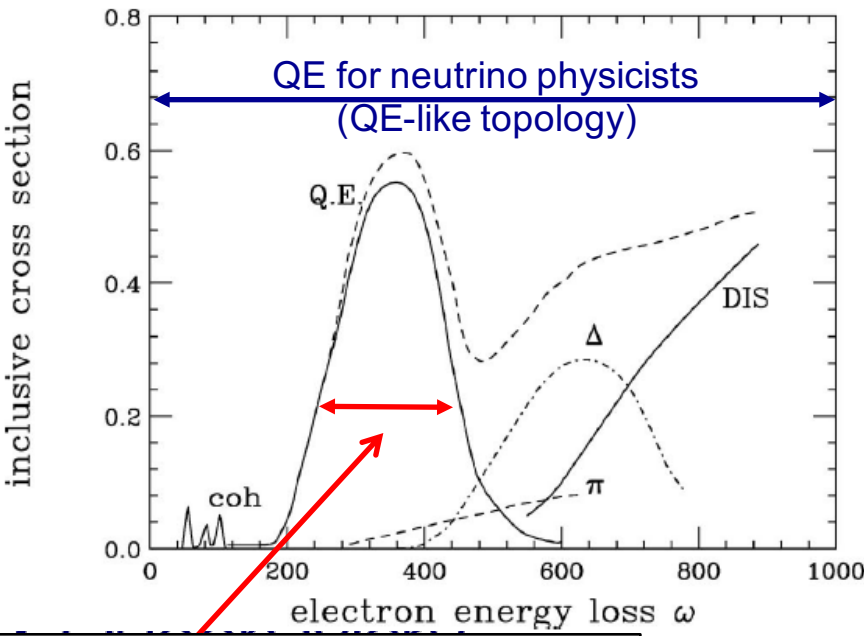 0.8
QE for neutrino physicists
(QE-like topology)
0.6
Q.E.
0.4
DIS
Δ
0.2
coh
π
0.0
0 200 400 600 800 1000
inclusive cross section
electron energy loss ω